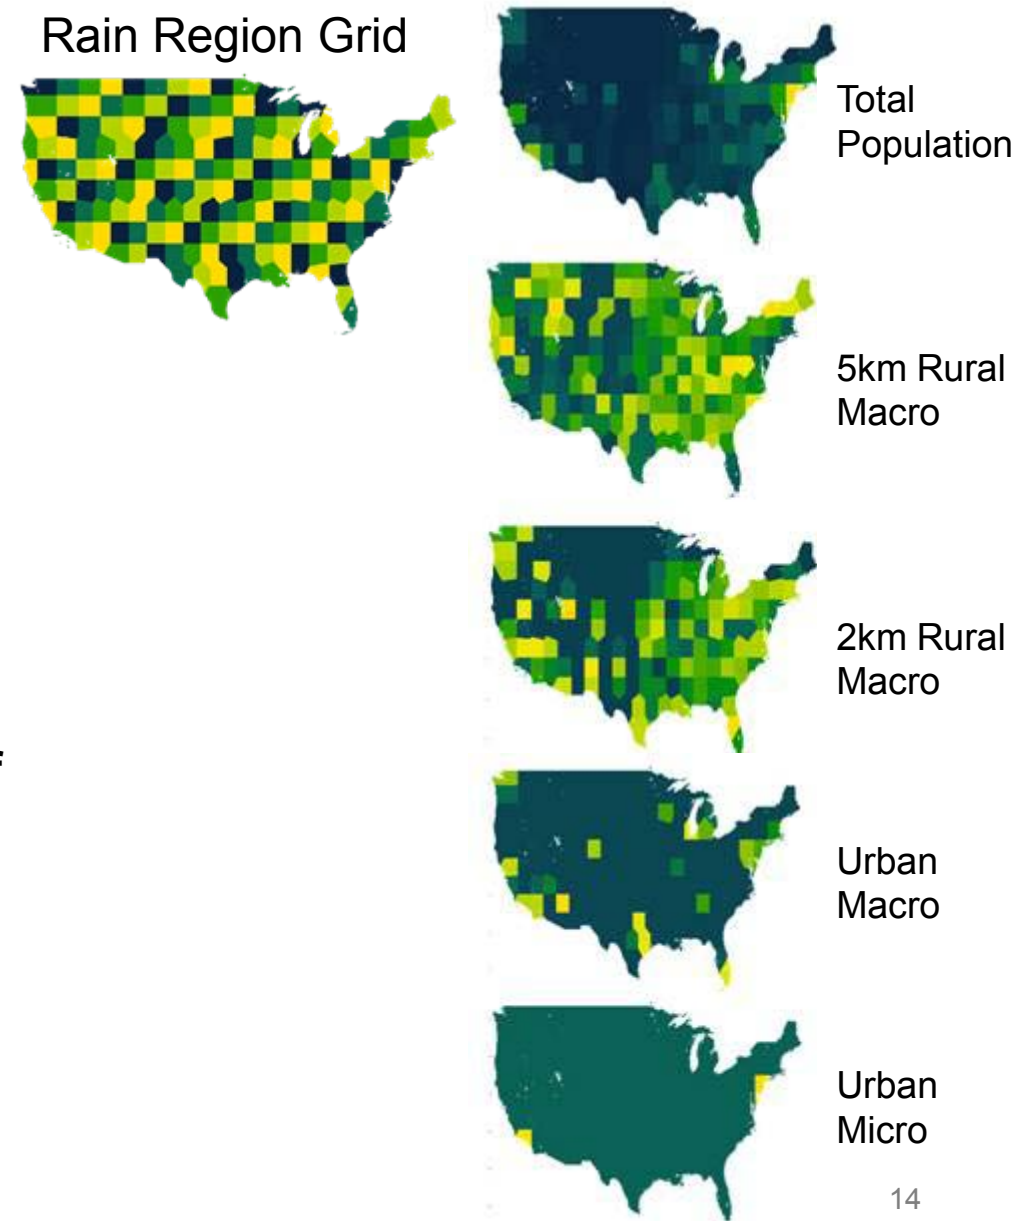 Rain Region Grid
Total
Population
5km Rural
Macro
2km Rural
Macro
Urban
Macro
Urban
Micro
14